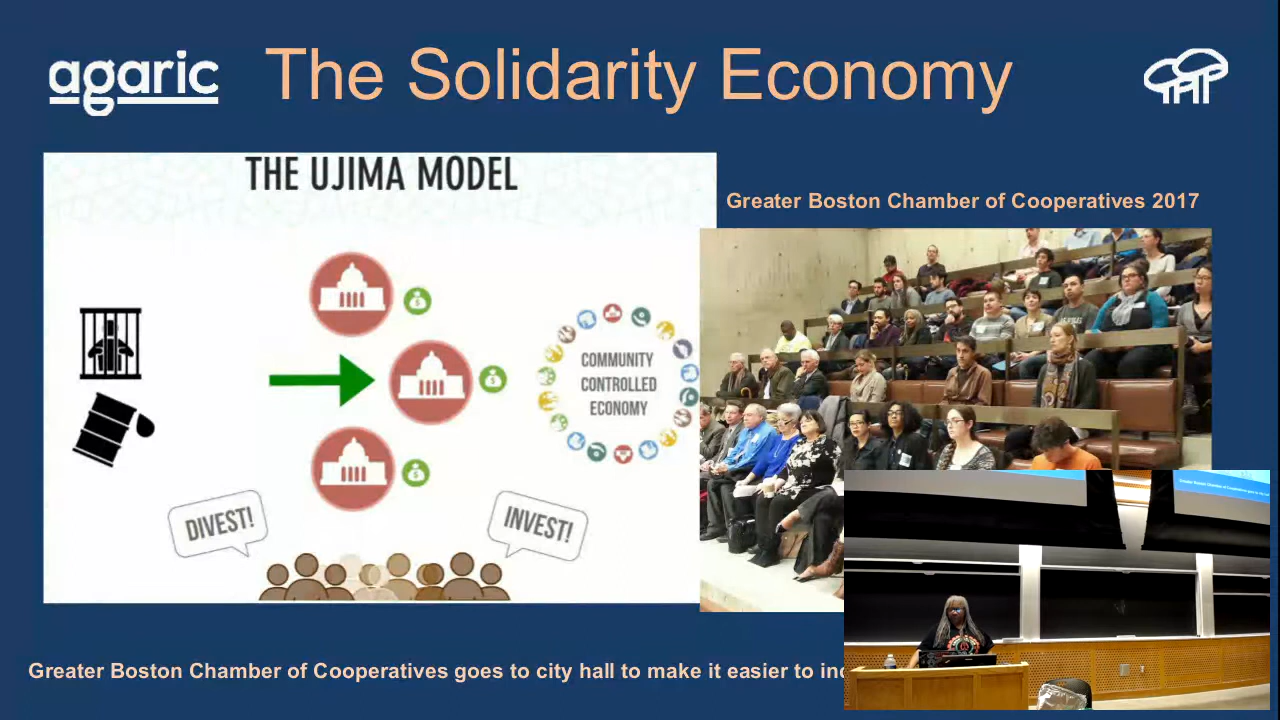 agaric
The Solidarity Economy
THE UJIMA MODEL
Greater Boston Chamber of Cooperatives 2017
COMMUNITY
CONTROLLED
ECONOMY
DIVEST!
INVEST!
Greater Boston Chamber of Cooperatives goes to city hall to make it easier to